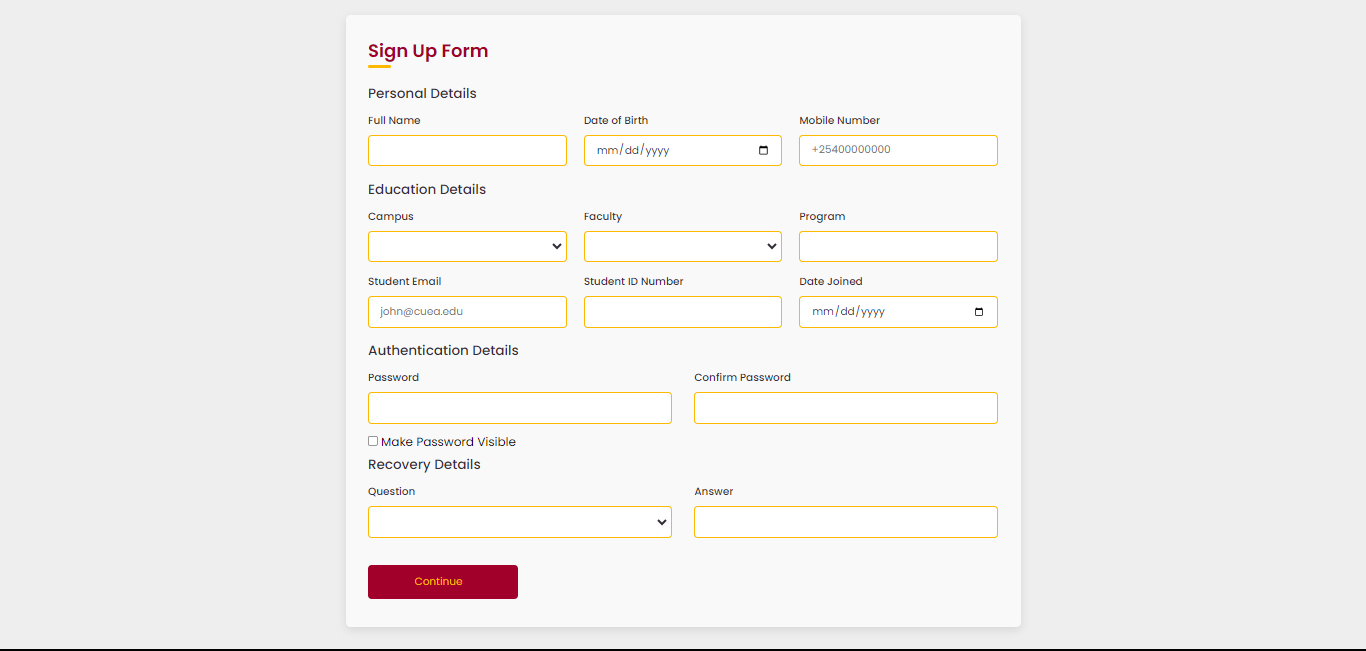 Sign Up Form
Personal Details
Full Name Date of Birth Mobile Number
mm/dd/yyyy +25400000000
Education Details
Campus Faculty Program
Student Email Student ID Number Date Joined
john@cuea.edu mm/dd/yyyy
Authentication Details
Password Confirm Password
Make Password Visible
Recovery Details
Question Answer
Continue